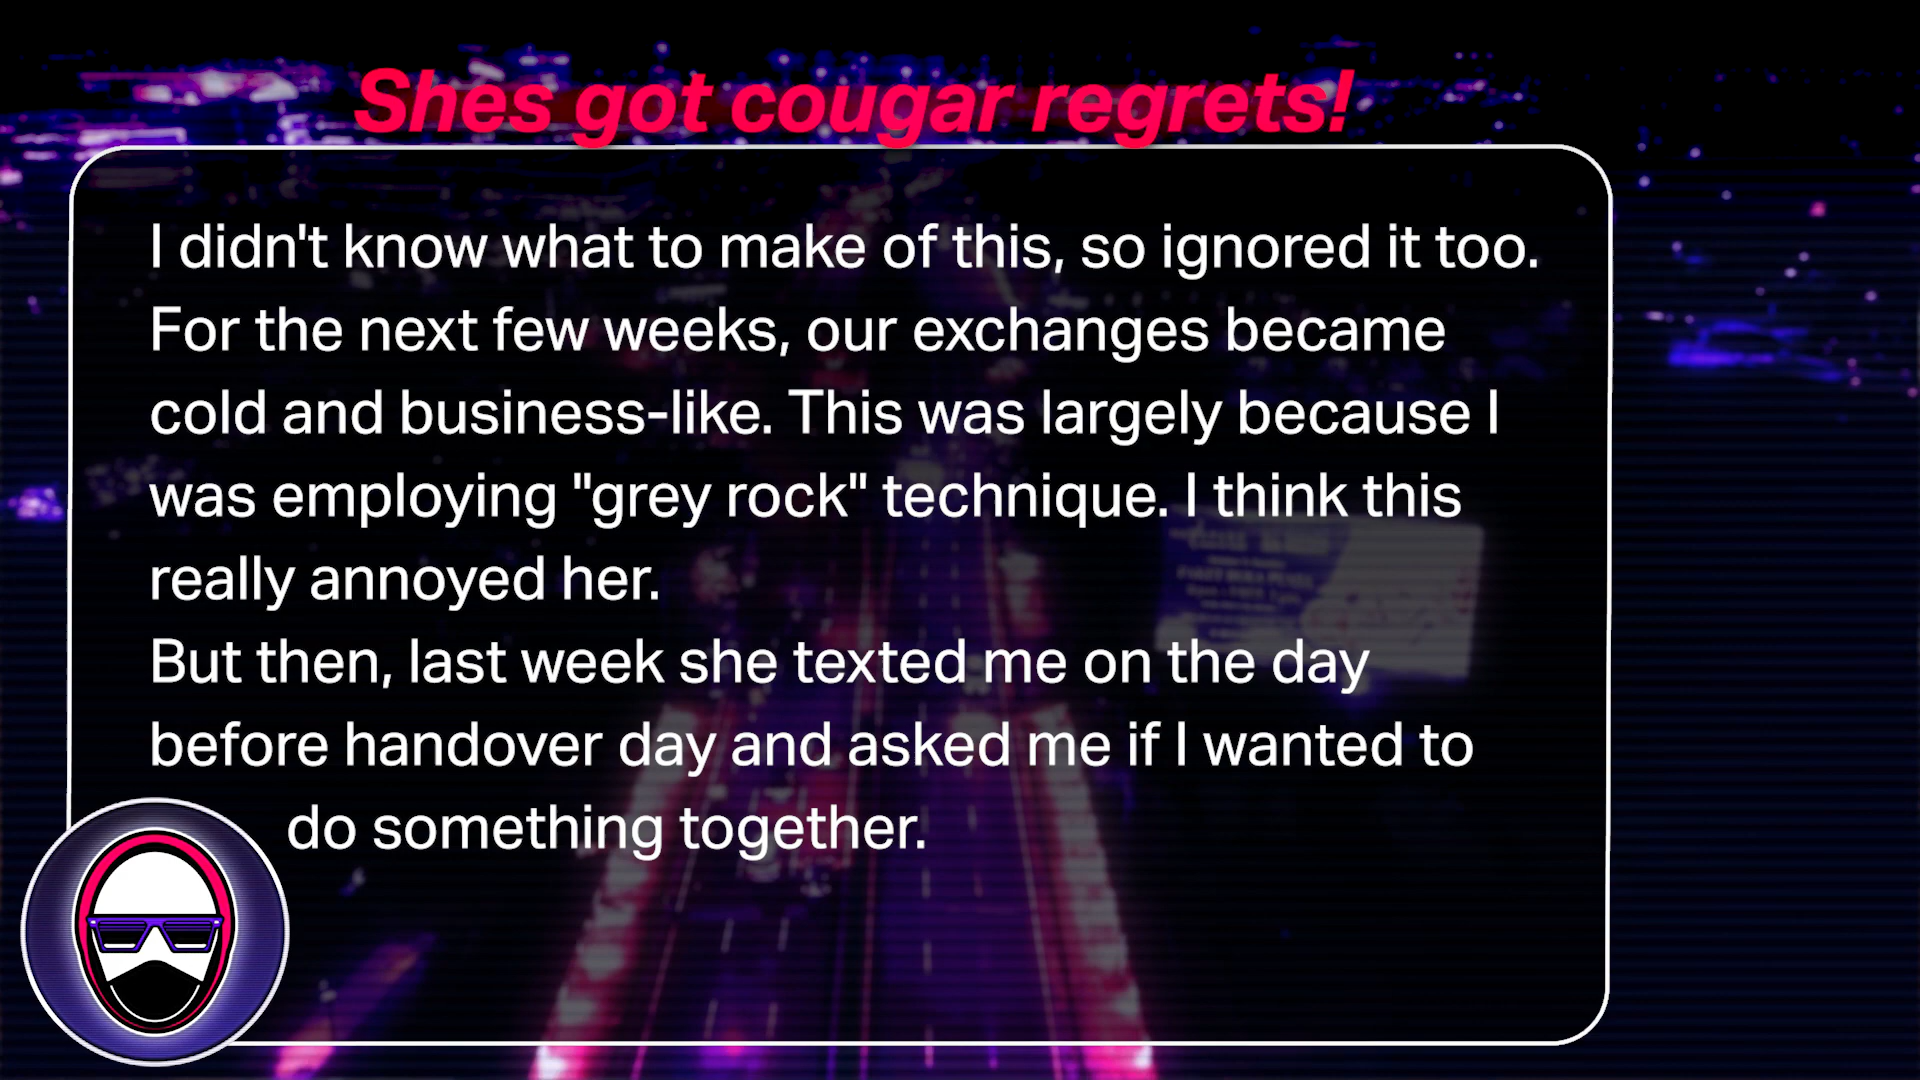 Shes got cougar regrets!
I didn't know what to make of this, so ignored it too.
For the next few weeks, our exchanges became
cold and business-like. This was largely because I
was employing "grey rock" technique. I think this
really annoyed her.
But then, last week she texted me on the day
before handover day and asked me if I wanted to
do something together.